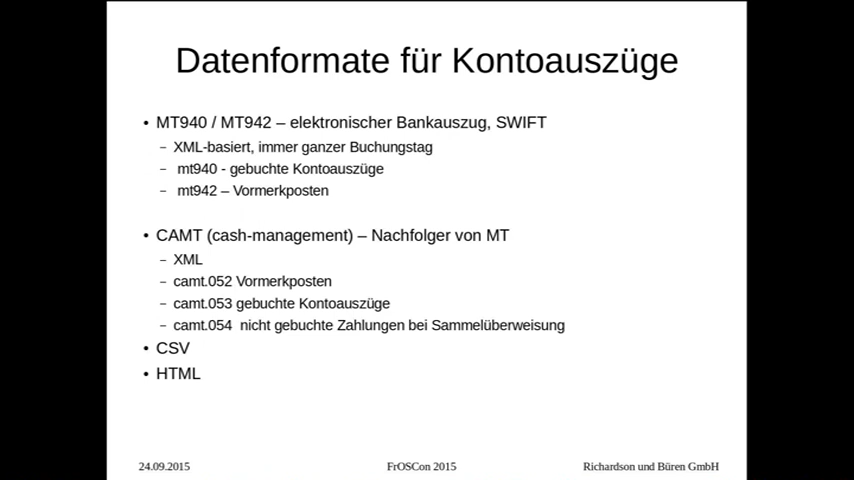 Datenformate für Kontoauszüge
• MT940 / MT942 – elektronischer Bankauszug, SWIFT
– XML-basiert, immer ganzer Buchungstag
– mt940 - gebuchte Kontoauszüge
– mt942 – Vormerkposten
• CAMT (cash-management) – Nachfolger von MT
– XML
– camt.052 Vormerkposten
– camt.053 gebuchte Kontoauszüge
– camt.054 nicht gebuchte Zahlungen bei Sammelüberweisung
• CSV
• HTML
24.09.2015 FrOSCon 2015 Richardson und Büren GmbH